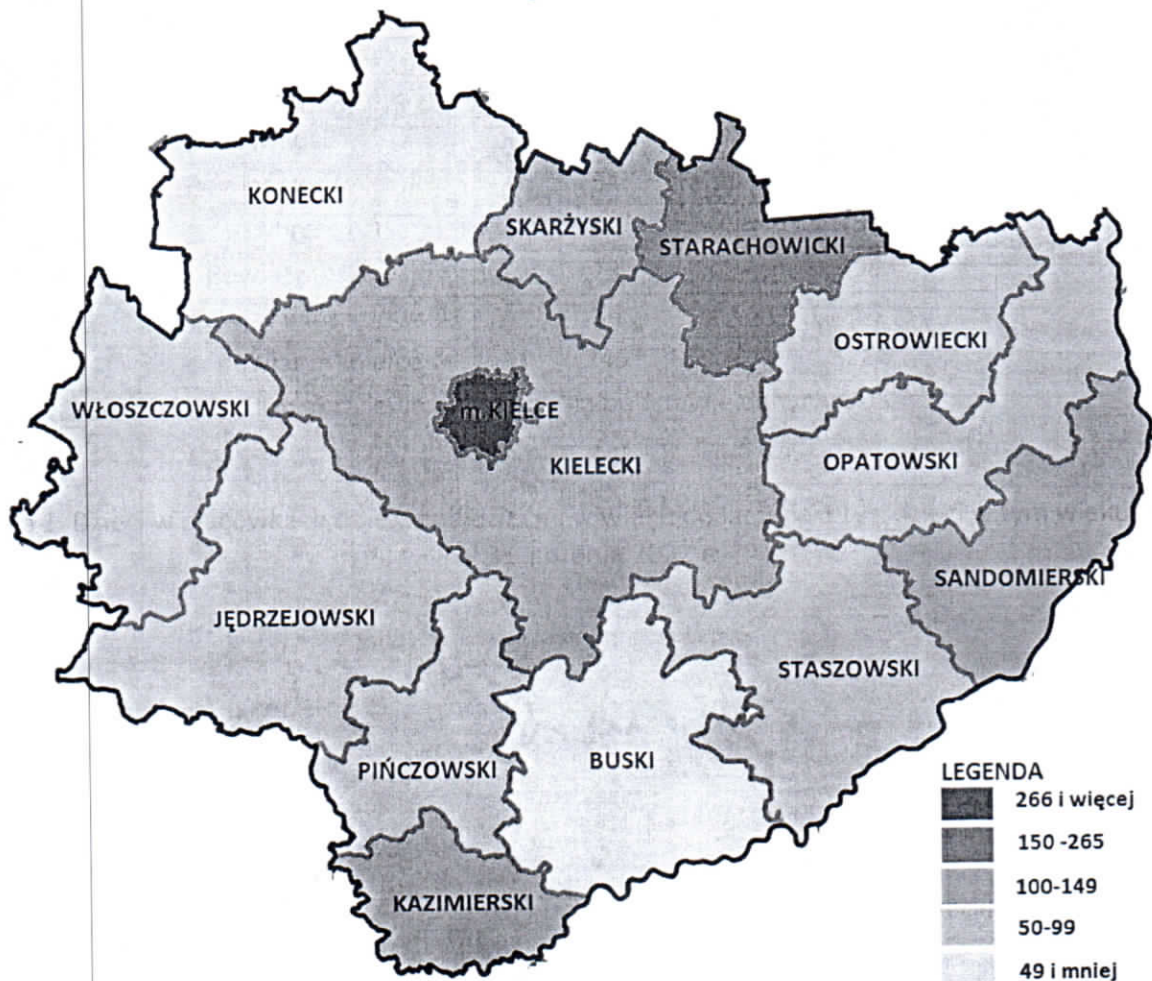 KONECKI
SKARŻYSKI
STARACHOWICKI
OSTROWIECKI
WŁOSZCZOWSKI
m.KIELCE
KIELECKI
OPATOWSKI
SANDOMIERSKI
JĘDRZEJOWSKI
STASZOWSKI
PIŃCZOWSKI
BUSKI
KAZIMIERSKI
LEGENDA
266 i więcej
150 -265
100-149
50-99
49 i mniej